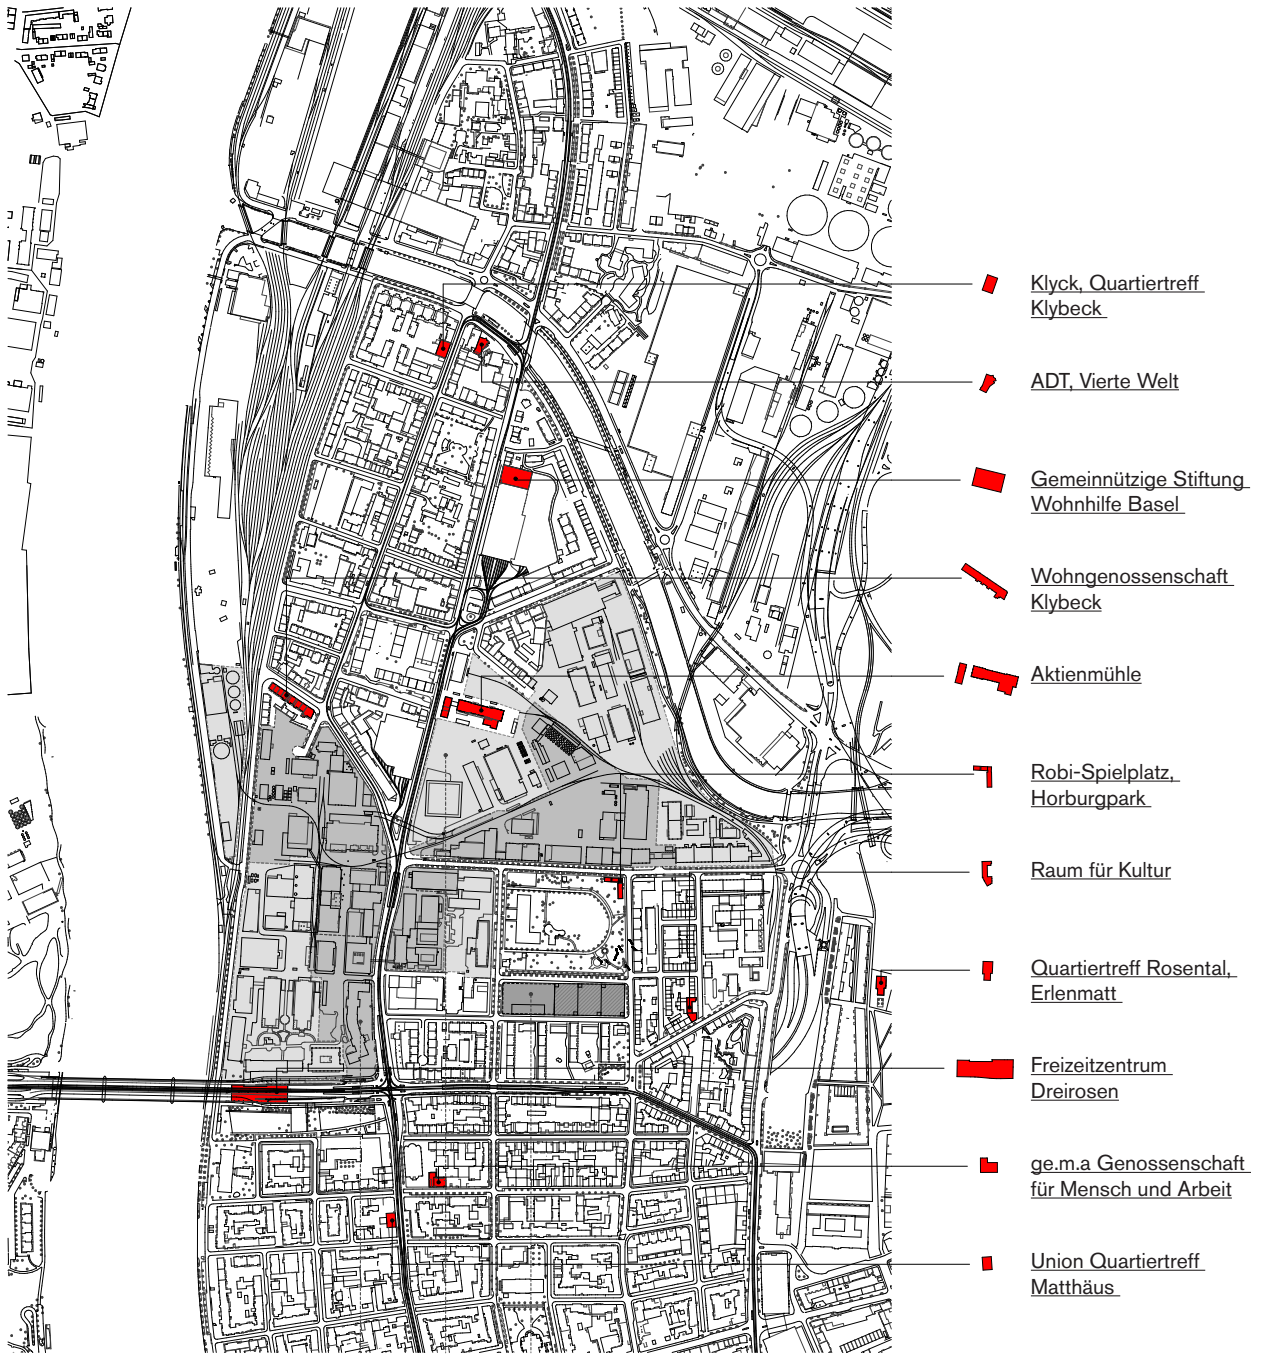 Klyck, Quartiertreff
Klybeck
ADT, Vierte Welt
Gemeinnützige Stiftung
Wohnhilfe Basel
Wohngenossenschaft
Klybeck
Aktienmühle
Robi-Spielplatz,
Horburgpark
Raum für Kultur
Quartiertreff Rosental,
Erlenmatt
Freizeitzentrum
Dreirosen
ge.m.a Genossenschaft
für Mensch und Arbeit
Union Quartiertreff
Matthäus